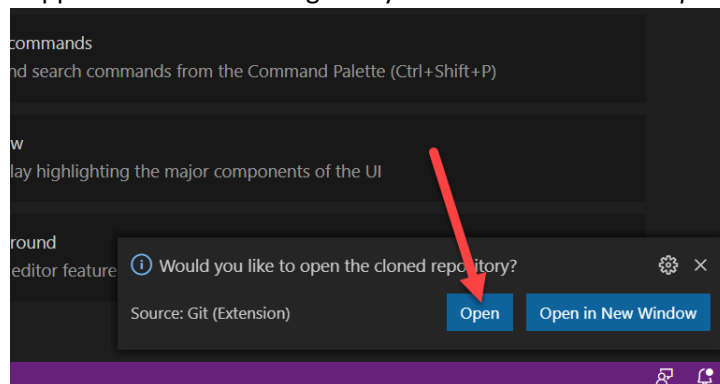 commands
nd search commands from the Command Palette (Ctrl+Shift+P)
w
lay highlighting the major components of the UI
round
editor feature
Would you like to open the cloned repository?
Source: Git (Extension)
Open
Open in New Window